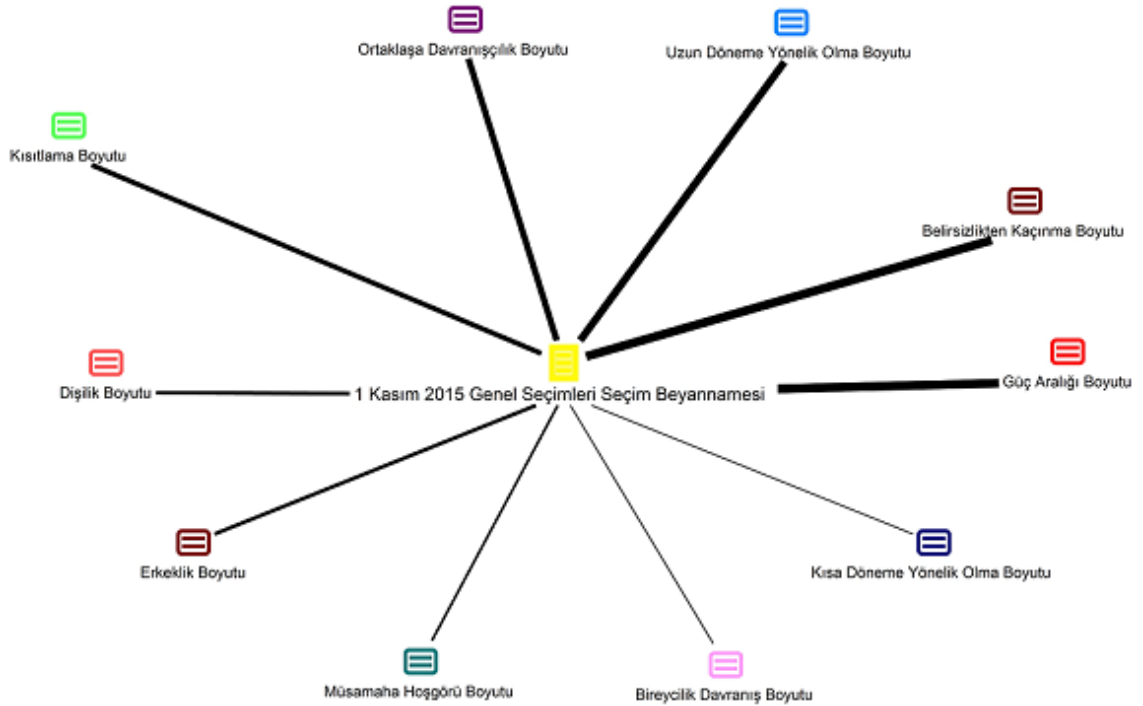 Ortaklaşa Davranışçılık Boyutu
Uzun Döneme Yönelik Olma Boyutu
Kısıtlama Boyutu
Belirsizlikten Kaçınma Boyutu
Dişilik Boyutu
1 Kasım 2015 Genel Seçimleri Seçim Beyannamesi
Güç Aralığı Boyutu
Erkeklik Boyutu
Kısa Döneme Yönelik Olma Boyutu
Müsamaha Hoşgörü Boyutu
Bireycilik Davranış Boyutu